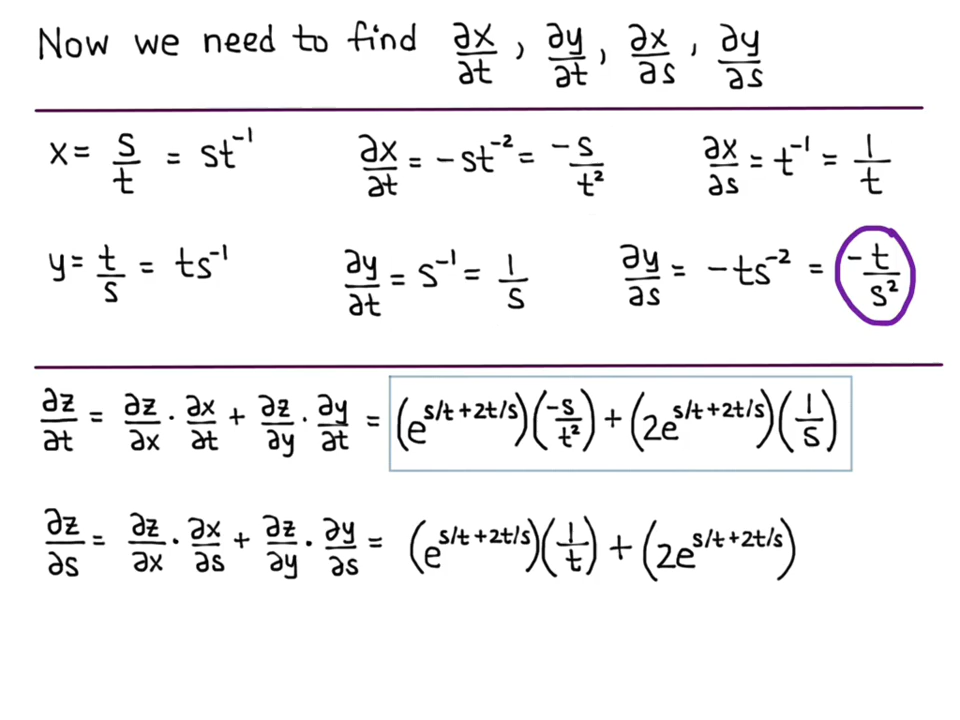 Now we need to find ∂x/∂t , ∂y/∂t , ∂x/∂s , ∂y/∂s
x = s/t = st⁻¹ ∂x/∂t = -st⁻² = -s/t² ∂x/∂s = t⁻¹ = 1/t
y = t/s = ts⁻¹ ∂y/∂t = s⁻¹ = 1/s ∂y/∂s = -ts⁻² = -t/s²
∂z/∂t = ∂z/∂x · ∂x/∂t + ∂z/∂y · ∂y/∂t = (e^(s/t + 2t/s))(-s/t²) + (2e^(s/t + 2t/s))(1/s)
∂z/∂s = ∂z/∂x · ∂x/∂s + ∂z/∂y · ∂y/∂s = (e^(s/t + 2t/s))(1/t) + (2e^(s/t + 2t/s))